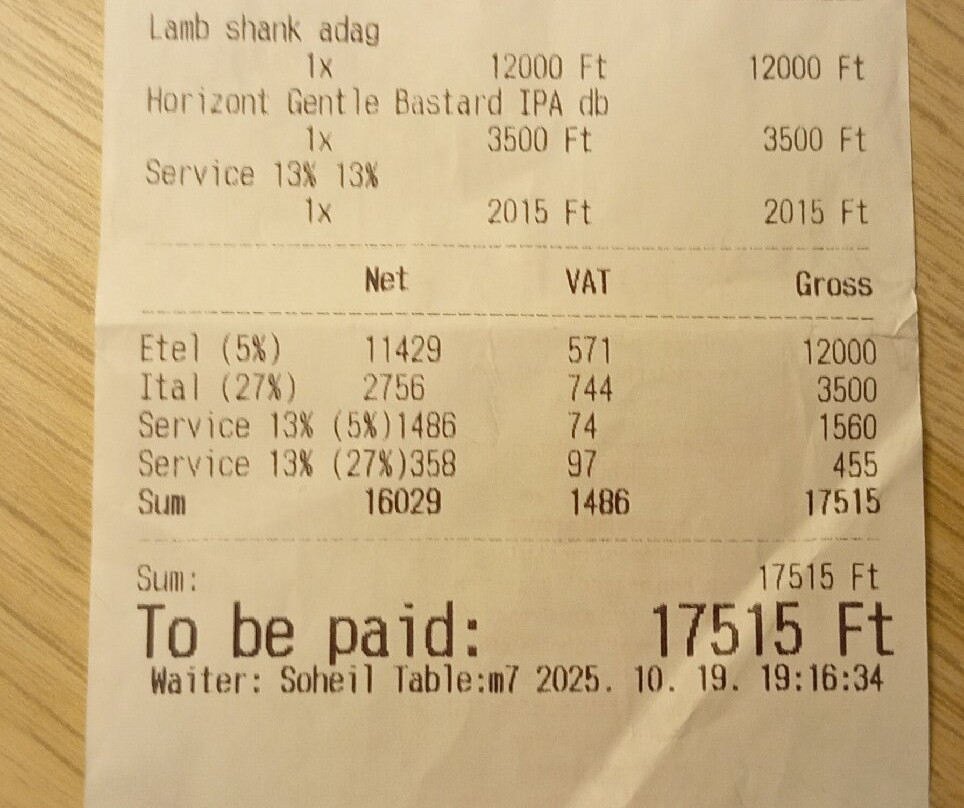 Lamb shank adag
1x 12000 Ft 12000 Ft
Horizont Gentle Bastard IPA db
1x 3500 Ft 3500 Ft
Service 13% 13%
1x 2015 Ft 2015 Ft
Net VAT Gross
Etel (5%) 11429 571 12000
Ital (27%) 2756 744 3500
Service 13% (5%)1486 74 1560
Service 13% (27%)358 97 455
Sum 16029 1486 17515
Sum: 17515 Ft
To be paid: 17515 Ft
Waiter: Soheil Table:m7 2025. 10. 19. 19:16:34